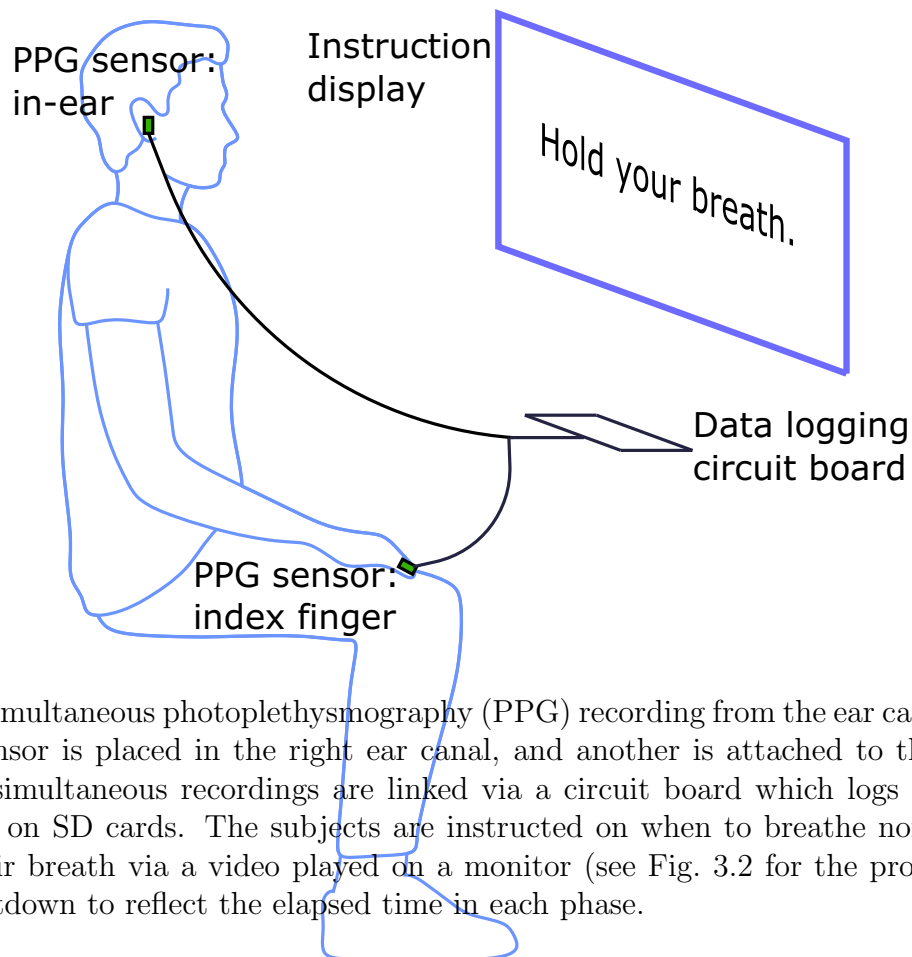 PPG sensor:
in-ear
Instruction
display
Hold your breath.
Data logging
circuit board
PPG sensor:
index finger
multaneous photoplethysmography (PPG) recording from the ear ca
nsor is placed in the right ear canal, and another is attached to th
simultaneous recordings are linked via a circuit board which logs
on SD cards. The subjects are instructed on when to breathe nor
ir breath via a video played on a monitor (see Fig. 3.2 for the pro
tdown to reflect the elapsed time in each phase.